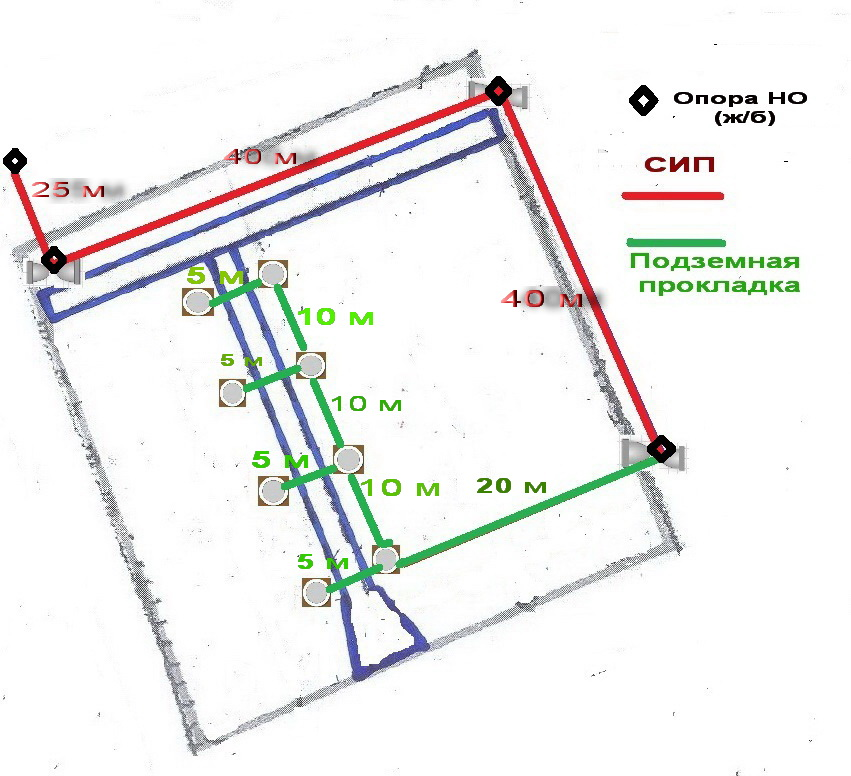 Опора НО
(ж/б)
40 м
СИП
25 м
Подземная
прокладка
5 м
40 м
10 м
5 м
10 м
5 м
10 м
20 м
5 м